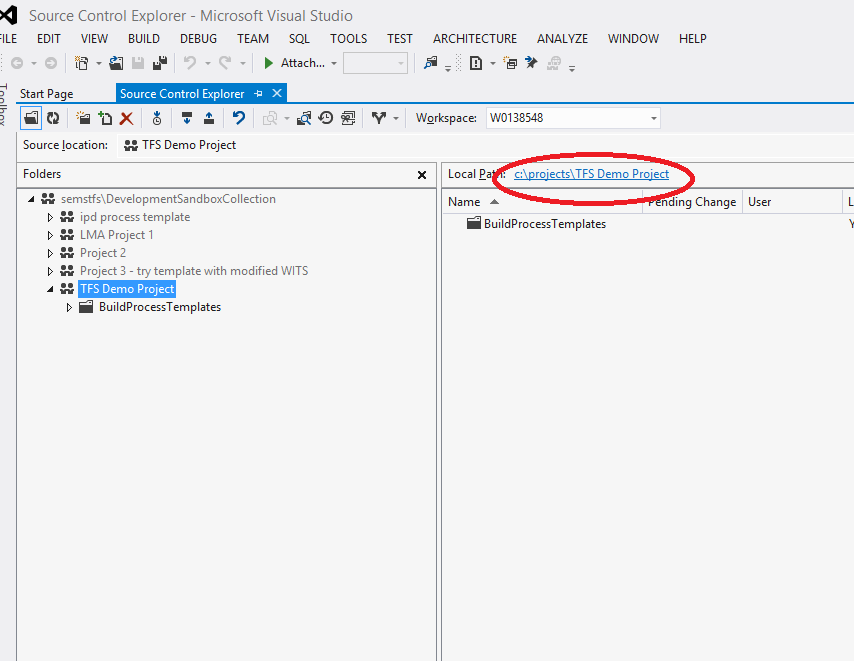 Source Control Explorer - Microsoft Visual Studio
FILE EDIT VIEW BUILD DEBUG TEAM SQL TOOLS TEST ARCHITECTURE ANALYZE WINDOW HELP
Attach...
Toolbox
Start Page Source Control Explorer
Workspace: W0138548
Source location: TFS Demo Project
Folders
Local Path: c:\projects\TFS Demo Project
semstfs\DevelopmentSandboxCollection
ipd process template
LMA Project 1
Project 2
Project 3 - try template with modified WITS
TFS Demo Project
BuildProcessTemplates
Name Pending Change User L
BuildProcessTemplates Y